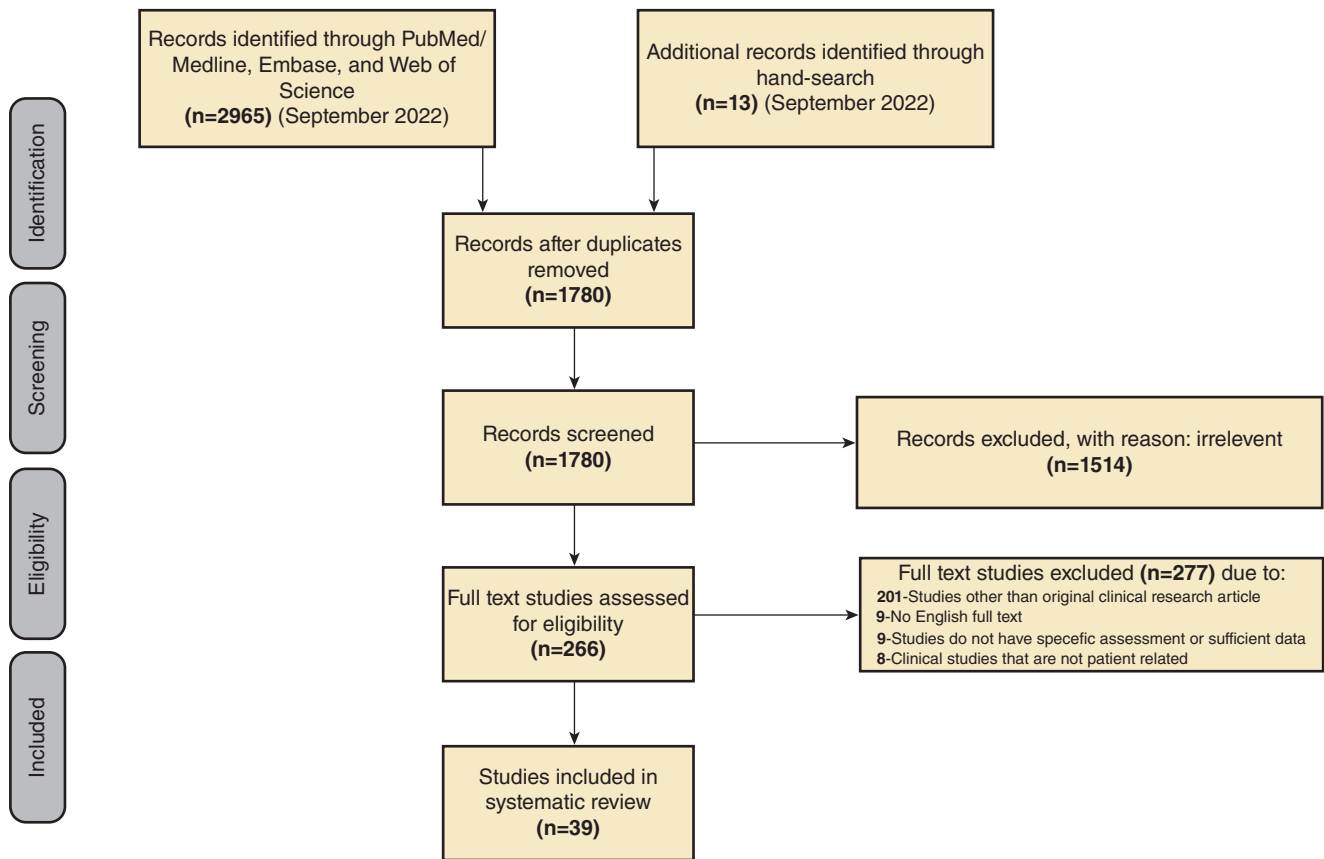 Records identified through PubMed/
Medline, Embase, and Web of
Science
(n=2965) (September 2022)
Additional records identified through
hand-search
(n=13) (September 2022)
Identification
Records after duplicates
removed
(n=1780)
Screening
Records screened
(n=1780)
Records excluded, with reason: irrelevent
(n=1514)
Eligibility
Full text studies assessed
for eligibility
(n=266)
Full text studies excluded (n=277) due to:
201-Studies other than original clinical research article
9-No English full text
9-Studies do not have specefic assessment or sufficient data
8-Clinical studies that are not patient related
Included
Studies included in
systematic review
(n=39)